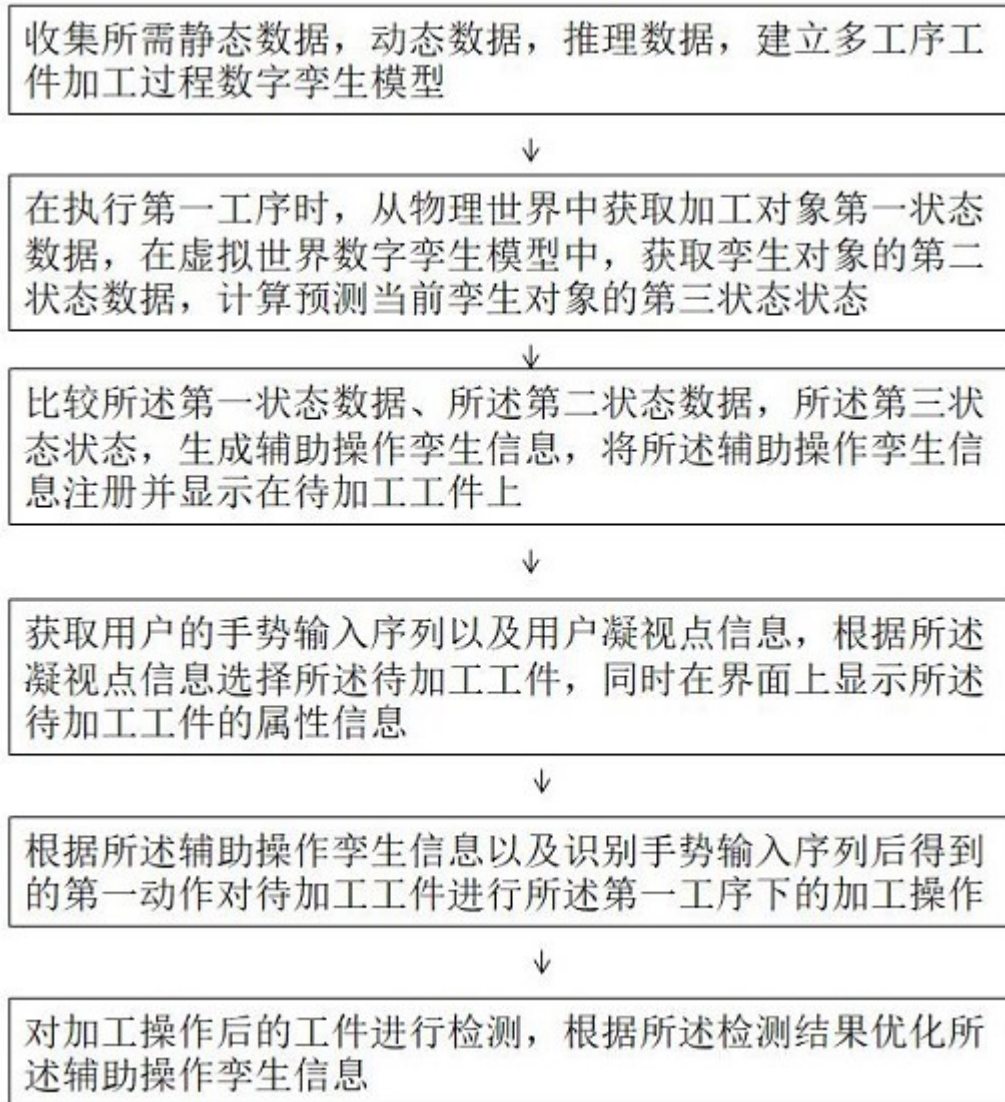 收集所需静态数据，动态数据，推理数据，建立多工序工
件加工过程数字孪生模型
在执行第一工序时，从物理世界中获取加工对象第一状态
数据，在虚拟世界数字孪生模型中，获取孪生对象的第二
状态数据，计算预测当前孪生对象的第三状态状态
比较所述第一状态数据、所述第二状态数据，所述第三状
态状态，生成辅助操作孪生信息，将所述辅助操作孪生信
息注册并显示在待加工工件上
获取用户的手势输入序列以及用户凝视点信息，根据所述
凝视点信息选择所述待加工工件，同时在界面上显示所述
待加工工件的属性信息
根据所述辅助操作孪生信息以及识别手势输入序列后得到
的第一动作对待加工工件进行所述第一工序下的加工操作
对加工操作后的工件进行检测，根据所述检测结果优化所
述辅助操作孪生信息